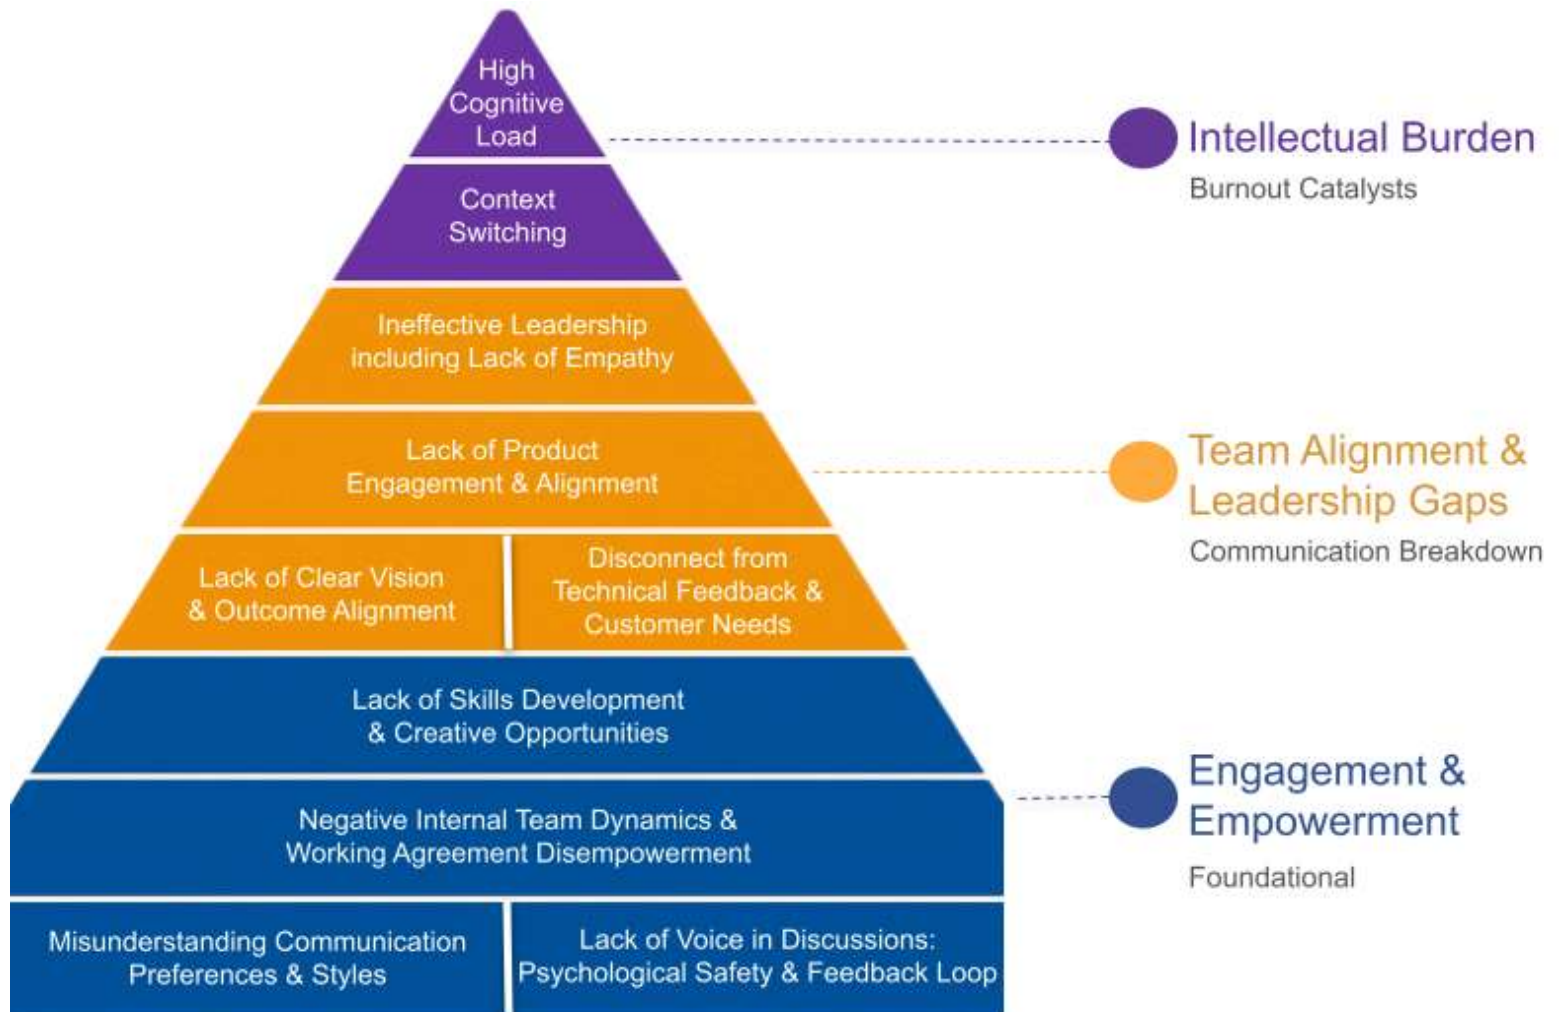 High
Cognitive
Load
Context
Switching
Ineffective Leadership
including Lack of Empathy
Lack of Product
Engagement & Alignment
Lack of Clear Vision
& Outcome Alignment
Disconnect from
Technical Feedback &
Customer Needs
Lack of Skills Development
& Creative Opportunities
Negative Internal Team Dynamics &
Working Agreement Disempowerment
Misunderstanding Communication
Preferences & Styles
Lack of Voice in Discussions:
Psychological Safety & Feedback Loop
Intellectual Burden
Burnout Catalysts
Team Alignment &
Leadership Gaps
Communication Breakdown
Engagement &
Empowerment
Foundational